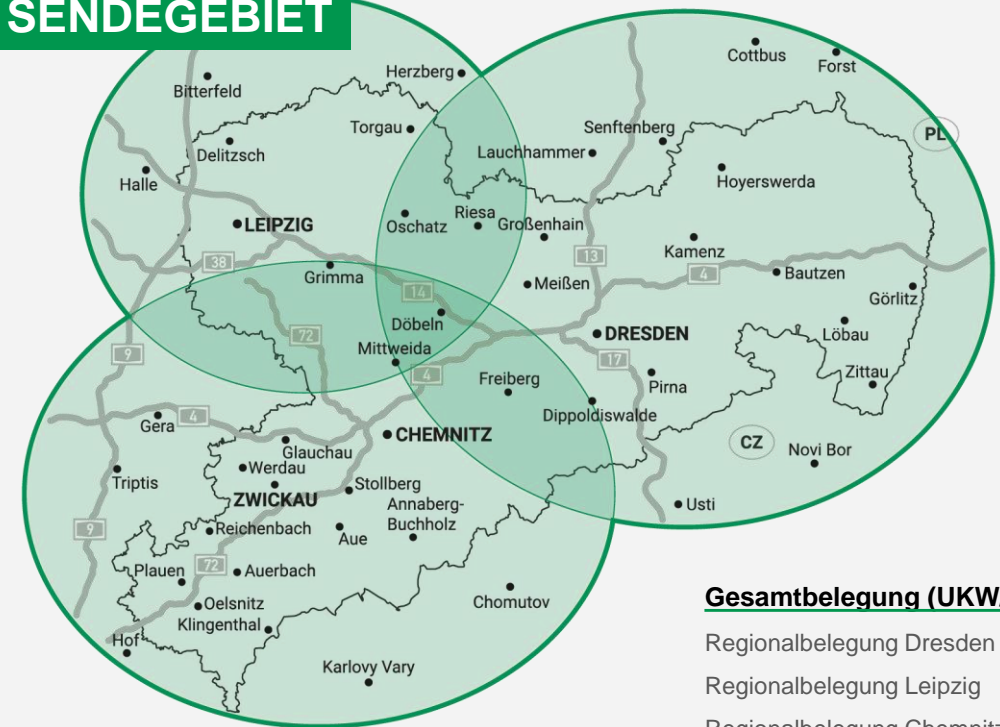 SENDEGEBIET
Cottbus
Forst
Herzberg
Bitterfeld
Torgau
Senftenberg
PL
Delitzsch
Lauchhammer
Halle
Hoyerswerda
Riesa
Oschatz
Großenhain
LEIPZIG
Kamenz
13
38
4
Bautzen
Grimma
Meißen
14
Görlitz
Döbeln
72
DRESDEN
Löbau
9
Mittweida
17
4
Zittau
Freiberg
Pirna
Dippoldiswalde
4
Gera
CHEMNITZ
CZ
Novi Bor
Glauchau
Werdau
Triptis
Stollberg
ZWICKAU
Annaberg-
Buchholz
Usti
9
Reichenbach
Aue
72
Plauen
Auerbach
Chomutov
Oelsnitz
Klingenthal
Hof
Karlovy Vary
Gesamtbelegung (UKW
Regionalbelegung Dresden
Regionalbelegung Leipzig
Regionalbelegung Chemnitz